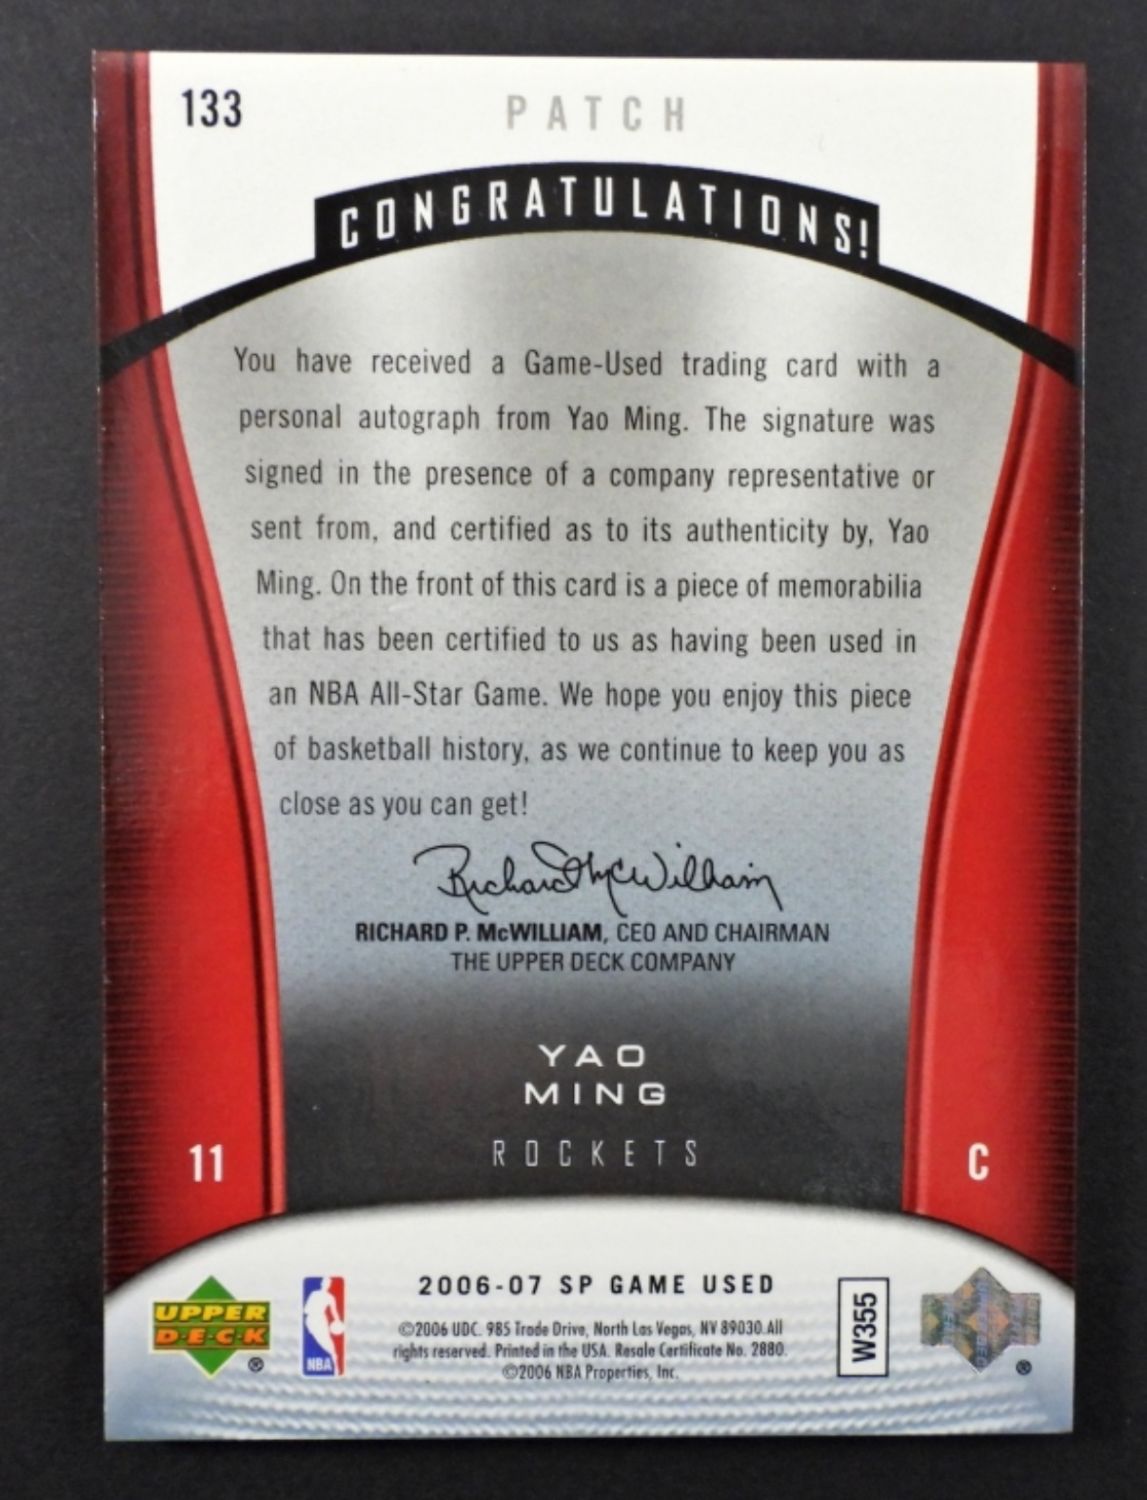 133
PATCH
CONGRATULATIONS!
You have received a Game-Used trading card with a
personal autograph from Yao Ming. The signature was
signed in the presence of a company representative or
sent from, and certified as to its authenticity by, Yao
Ming. On the front of this card is a piece of memorabilia
that has been certified to us as having been used in
an NBA All-Star Game. We hope you enjoy this piece
of basketball history, as we continue to keep you as
close as you can get!
Richard McWilliam
RICHARD P. McWILLIAM, CEO AND CHAIRMAN
THE UPPER DECK COMPANY
YAO
MING
ROCKETS
11
C
UPPER
DECK
®
NBA
2006-07 SP GAME USED
©2006 UDC. 985 Trade Drive, North Las Vegas, NV 89030. All
rights reserved. Printed in the USA. Resale Certificate No. 2880.
©2006 NBA Properties, Inc.
W355
®